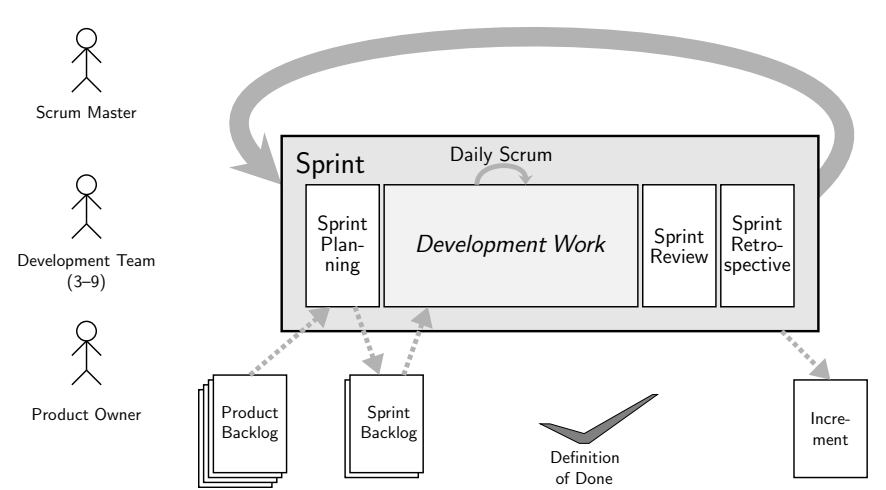 Scrum Master
Development Team
(3–9)
Product Owner
Sprint
Daily Scrum
Sprint
Plan-
ning
Development Work
Sprint
Review
Sprint
Retro-
spective
Product
Backlog
Sprint
Backlog
Definition
of Done
Incre-
ment